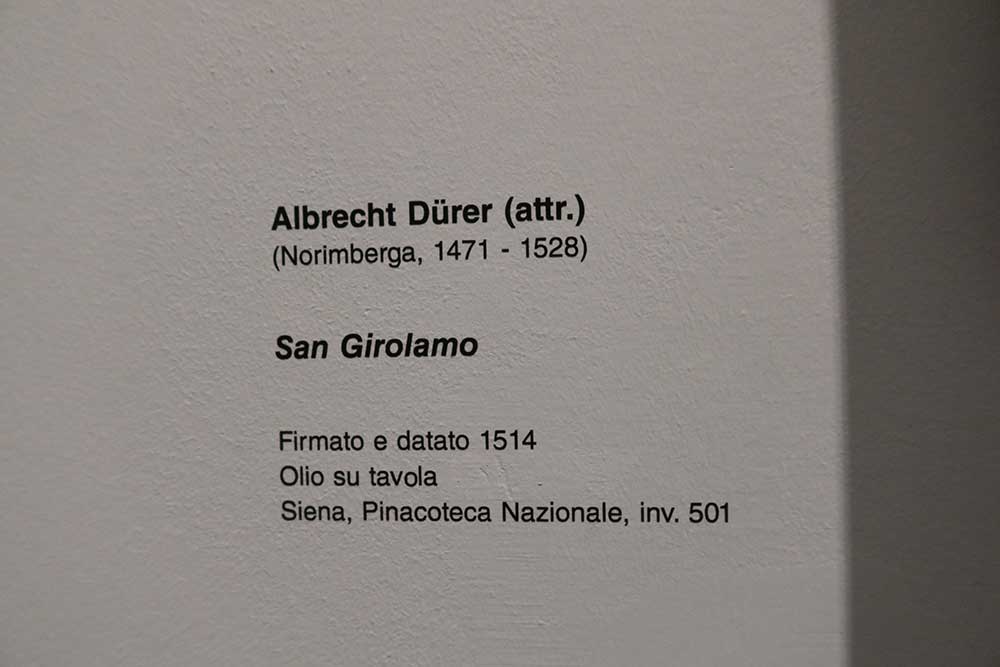 Albrecht Dürer (attr.)
(Norimberga, 1471 - 1528)
San Girolamo
Firmato e datato 1514
Olio su tavola
Siena, Pinacoteca Nazionale, inv. 501